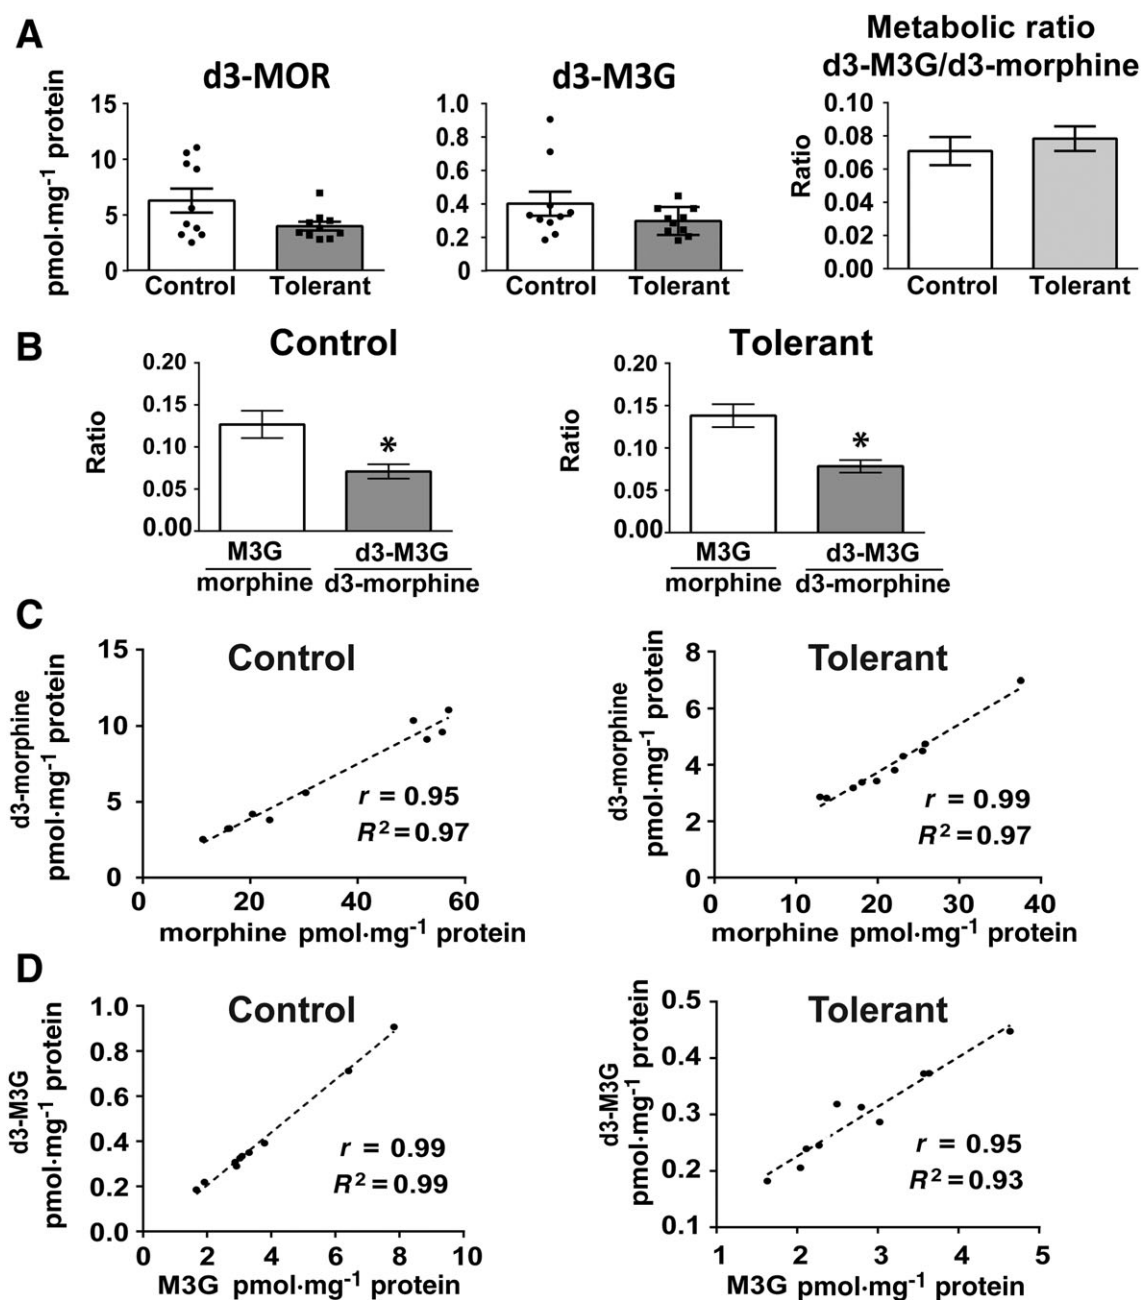 A
Metabolic ratio
d3-M3G/d3-morphine
d3-MOR
d3-M3G
pmol·mg-1 protein
15
10
5
0
Control
Tolerant
1.0
0.8
0.6
0.4
0.2
0
Control
Tolerant
Ratio
0.10
0.08
0.06
0.04
0.02
0.00
Control
Tolerant
B
Control
Ratio
0.20
0.15
0.10
0.05
0.00
*
M3G
morphine
d3-M3G
d3-morphine
Tolerant
Ratio
0.20
0.15
0.10
0.05
0.00
*
M3G
morphine
d3-M3G
d3-morphine
C
Control
d3-morphine
pmol·mg-1 protein
15
10
5
0
r = 0.95
R2 = 0.97
0 20 40 60
morphine pmol·mg-1 protein
Tolerant
d3-morphine
pmol·mg-1 protein
8
6
4
2
0
r = 0.99
R2 = 0.97
0 10 20 30 40
morphine pmol·mg-1 protein
D
Control
d3-M3G
pmol·mg-1 protein
1.0
0.8
0.6
0.4
0.2
0.0
r = 0.99
R2 = 0.99
0 2 4 6 8 10
M3G pmol·mg-1 protein
Tolerant
d3-M3G
pmol·mg-1 protein
0.5
0.4
0.3
0.2
0.1
r = 0.95
R2 = 0.93
1 2 3 4 5
M3G pmol·mg-1 protein